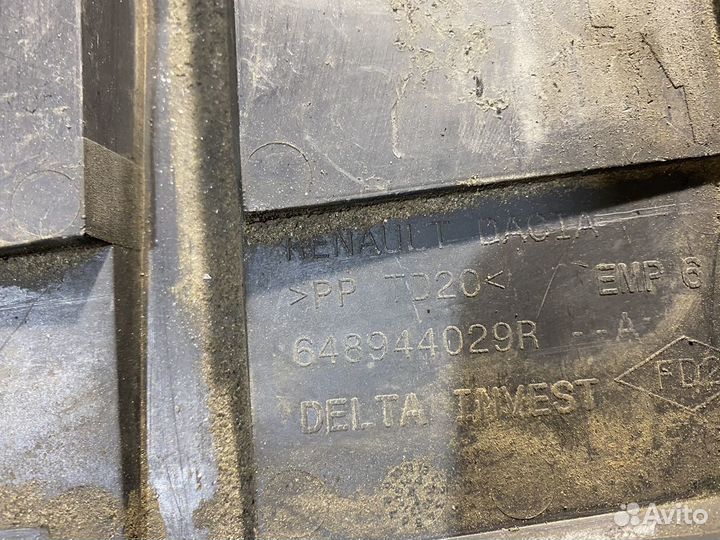 RENAULT DACIA
>PP TD20< EMP 6
648944029R --A-
DELTA INVEST FD2
Avito